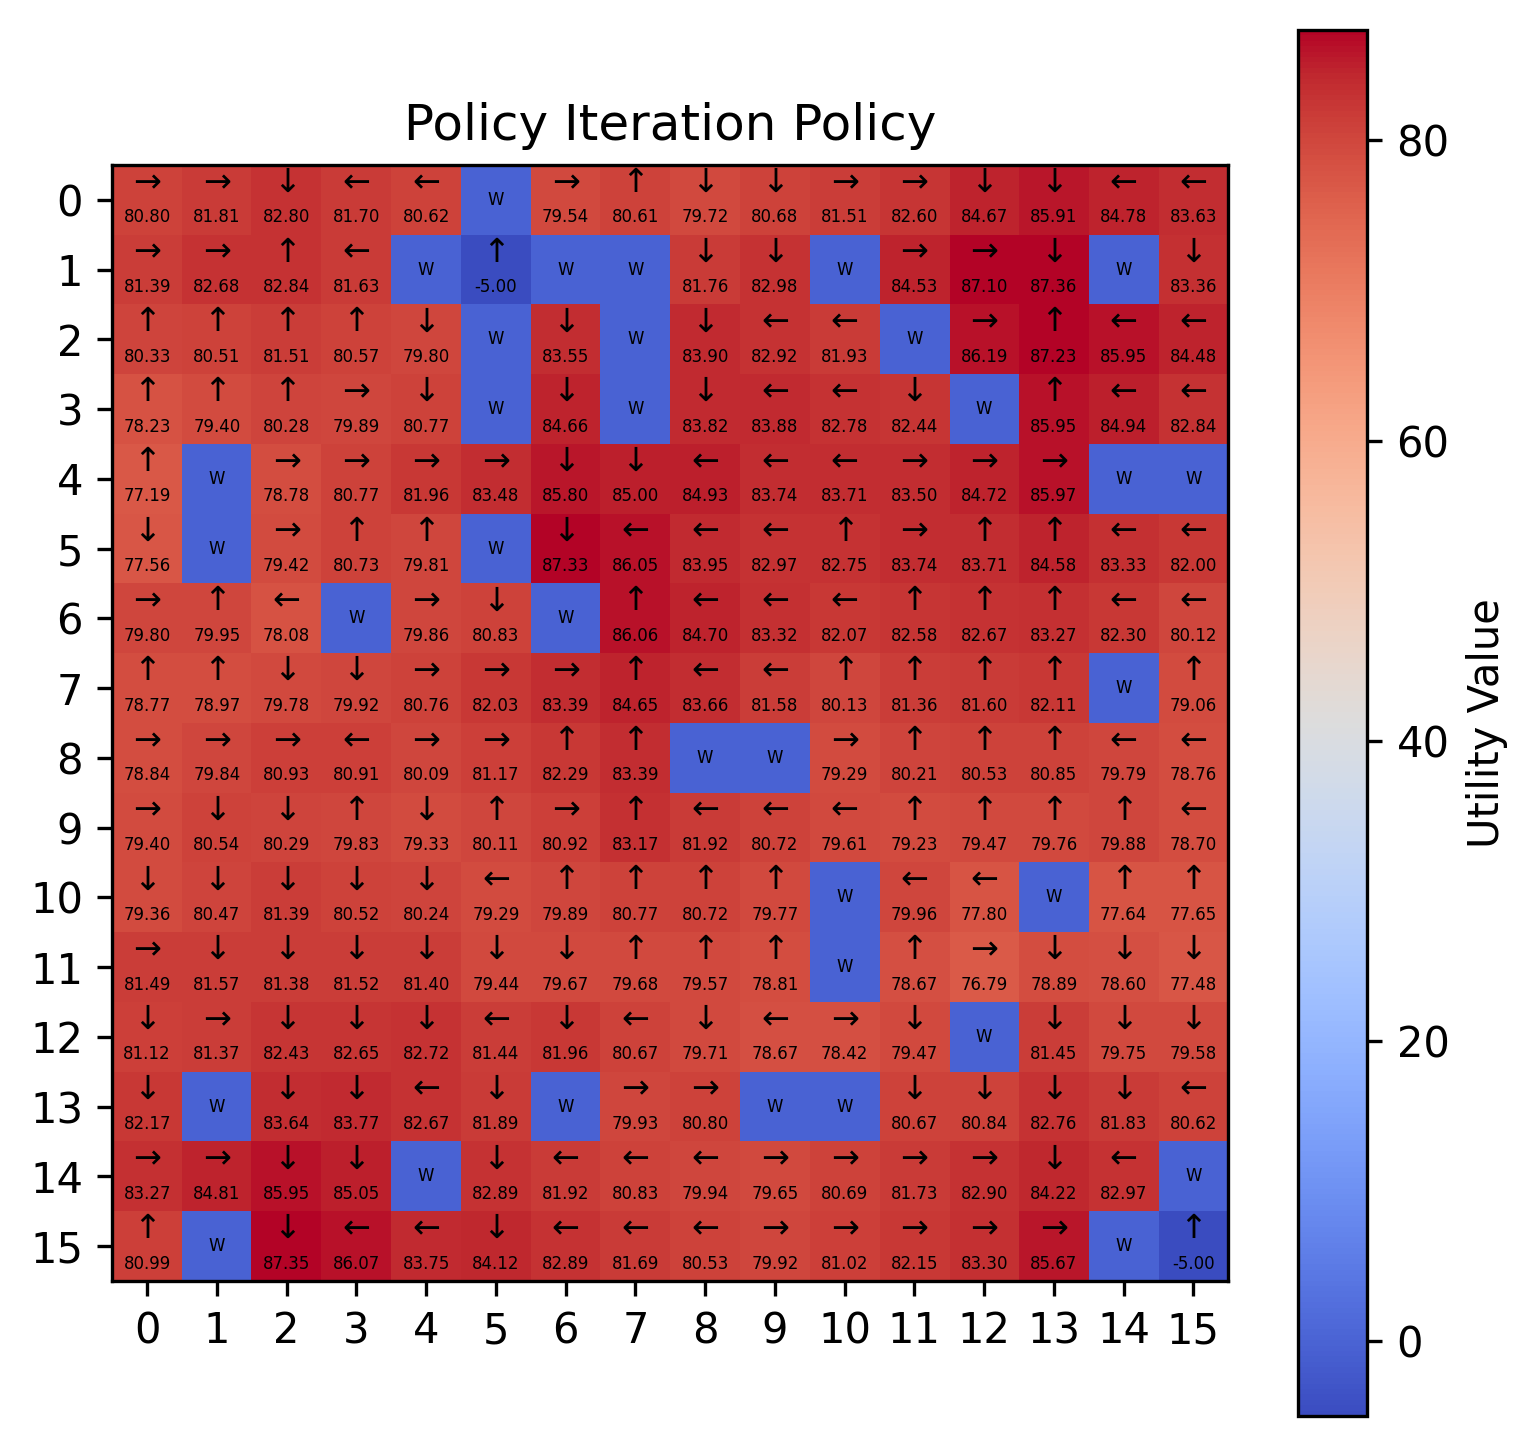 Policy Iteration Policy
0 → → ↓ ← ← W → ↑ ↓ ↓ → → ↓ ↓ ← ←
80.80 81.81 82.80 81.70 80.62 79.54 80.61 79.72 80.68 81.51 82.60 84.67 85.91 84.78 83.63
1 → → ↑ ← W ↑ W W ↓ ↓ W → → ↓ W ↓
81.39 82.68 82.84 81.63 -5.00 81.76 82.98 84.53 87.10 87.36 83.36
2 ↑ ↑ ↑ ↑ ↓ W ↓ W ↓ ← ← W → ↑ ← ←
80.33 80.51 81.51 80.57 79.80 83.55 83.90 82.92 81.93 86.19 87.23 85.95 84.48
3 ↑ ↑ ↑ → ↓ W ↓ W ↓ ← ← ↓ W ↑ ← ←
78.23 79.40 80.28 79.89 80.77 84.66 83.82 83.88 82.78 82.44 85.95 84.94 82.84
4 ↑ W → → → → ↓ ↓ ← ← ← → → → W W
77.19 78.78 80.77 81.96 83.48 85.80 85.00 84.93 83.74 83.71 83.50 84.72 85.97
5 ↓ W → ↑ ↑ W ↓ ← ← ← ↑ → ↑ ↑ ← ←
77.56 79.42 80.73 79.81 87.33 86.05 83.95 82.97 82.75 83.74 83.71 84.58 83.33 82.00
6 → ↑ ← W → ↓ W ↑ ← ← ← ↑ ↑ ↑ ← ←
79.80 79.95 78.08 79.86 80.83 86.06 84.70 83.32 82.07 82.58 82.67 83.27 82.30 80.12
7 ↑ ↑ ↓ ↓ → → → ↑ ← ← ↑ ↑ ↑ ↑ W ↑
78.77 78.97 79.78 79.92 80.76 82.03 83.39 84.65 83.66 81.58 80.13 81.36 81.60 82.11 79.06
8 → → → ← → → ↑ ↑ W W → ↑ ↑ ↑ ← ←
78.84 79.84 80.93 80.91 80.09 81.17 82.29 83.39 79.29 80.21 80.53 80.85 79.79 78.76
9 → ↓ ↓ ↑ ↓ ↑ → ↑ ← ← ← ↑ ↑ ↑ ↑ ←
79.40 80.54 80.29 79.83 79.33 80.11 80.92 83.17 81.92 80.72 79.61 79.23 79.47 79.76 79.88 78.70
10 ↓ ↓ ↓ ↓ ↓ ← ↑ ↑ ↑ ↑ W ← ← W ↑ ↑
79.36 80.47 81.39 80.52 80.24 79.29 79.89 80.77 80.72 79.77 79.96 77.80 77.64 77.65
11 → ↓ ↓ ↓ ↓ ↓ ↓ ↑ ↑ ↑ W ↑ → ↓ ↓ ↓
81.49 81.57 81.38 81.52 81.40 79.44 79.67 79.68 79.57 78.81 78.67 76.79 78.89 78.60 77.48
12 ↓ → ↓ ↓ ↓ ← ↓ ← ↓ ← → ↓ W ↓ ↓ ↓
81.12 81.37 82.43 82.65 82.72 81.44 81.96 80.67 79.71 78.67 78.42 79.47 81.45 79.75 79.58
13 ↓ W ↓ ↓ ← ↓ W → → W W ↓ ↓ ↓ ↓ ←
82.17 83.64 83.77 82.67 81.89 79.93 80.80 80.67 80.84 82.76 81.83 80.62
14 → → ↓ ↓ W ↓ ← ← ← → → → → ↓ ← W
83.27 84.81 85.95 85.05 82.89 81.92 80.83 79.94 79.65 80.69 81.73 82.90 84.22 82.97
15 ↑ W ↓ ← ← ↓ ← ← ← → → → → → W ↑
80.99 87.35 86.07 83.75 84.12 82.89 81.69 80.53 79.92 81.02 82.15 83.30 85.67 -5.00
0 1 2 3 4 5 6 7 8 9 10 11 12 13 14 15
80
60
40
20
0
Utility Value